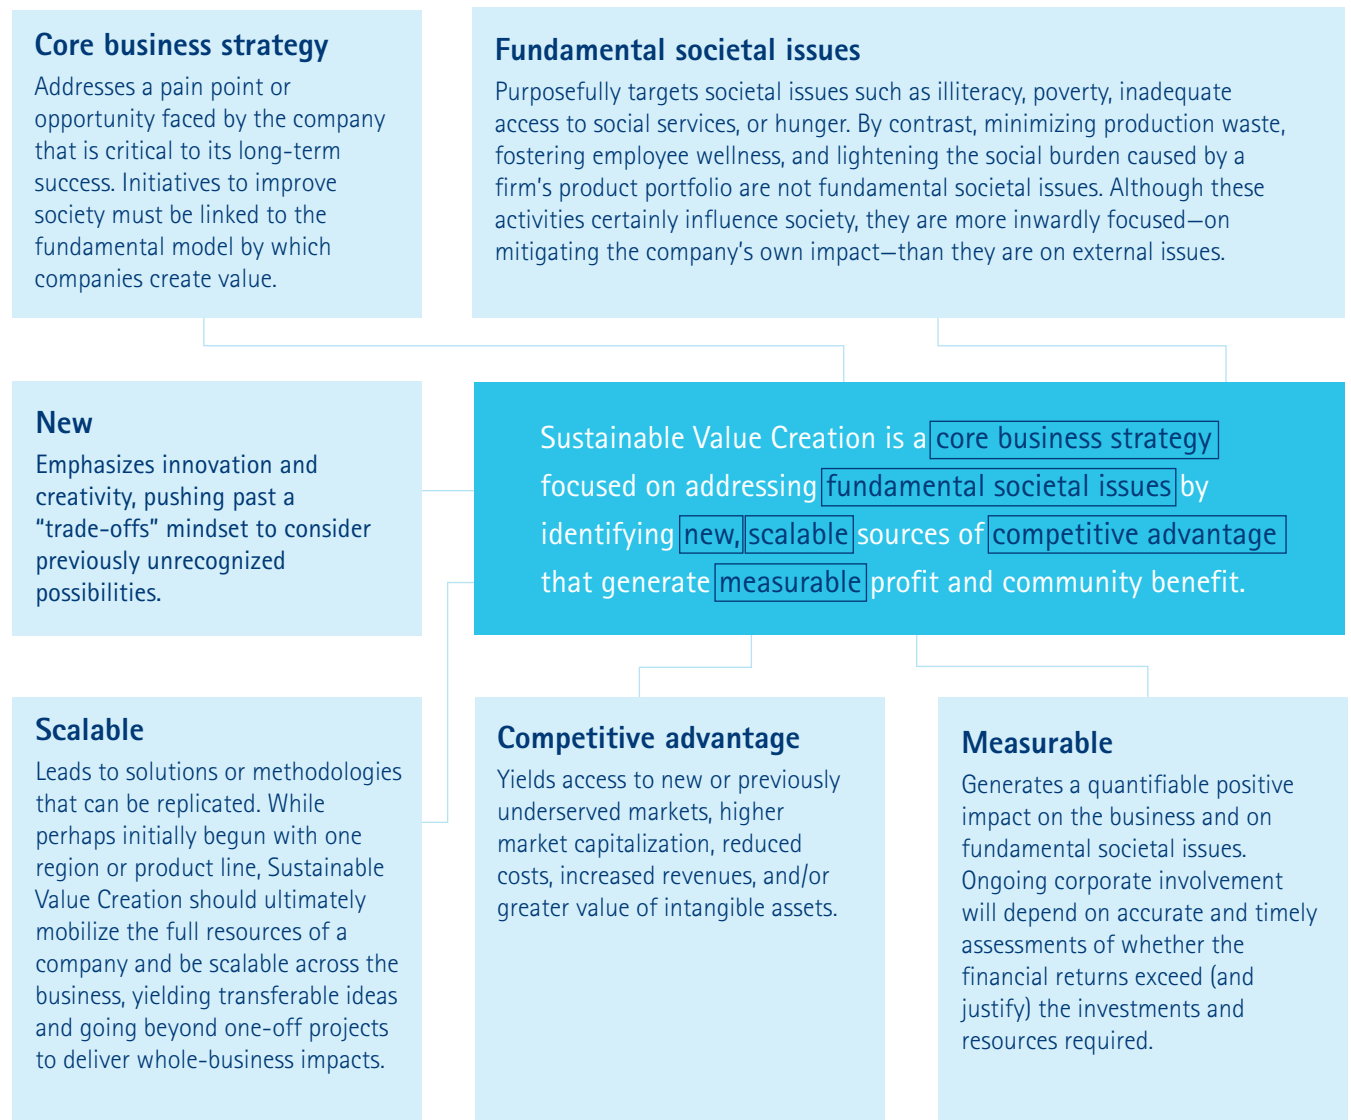 Core business strategy
Addresses a pain point or
opportunity faced by the company
that is critical to its long-term
success. Initiatives to improve
society must be linked to the
fundamental model by which
companies create value.
Fundamental societal issues
Purposefully targets societal issues such as illiteracy, poverty, inadequate
access to social services, or hunger. By contrast, minimizing production waste,
fostering employee wellness, and lightening the social burden caused by a
firm’s product portfolio are not fundamental societal issues. Although these
activities certainly influence society, they are more inwardly focused—on
mitigating the company’s own impact—than they are on external issues.
New
Emphasizes innovation and
creativity, pushing past a
“trade-offs” mindset to consider
previously unrecognized
possibilities.
Sustainable Value Creation is a core business strategy
focused on addressing fundamental societal issues by
identifying new, scalable sources of competitive advantage
that generate measurable profit and community benefit.
Scalable
Leads to solutions or methodologies
that can be replicated. While
perhaps initially begun with one
region or product line, Sustainable
Value Creation should ultimately
mobilize the full resources of a
company and be scalable across the
business, yielding transferable ideas
and going beyond one-off projects
to deliver whole-business impacts.
Competitive advantage
Yields access to new or previously
underserved markets, higher
market capitalization, reduced
costs, increased revenues, and/or
greater value of intangible assets.
Measurable
Generates a quantifiable positive
impact on the business and on
fundamental societal issues.
Ongoing corporate involvement
will depend on accurate and timely
assessments of whether the
financial returns exceed (and
justify) the investments and
resources required.